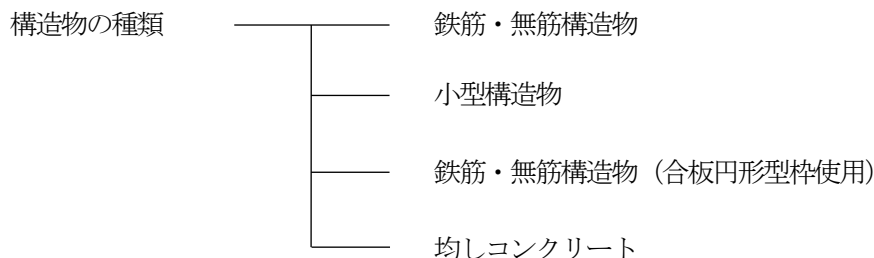 構造物の種類
鉄筋・無筋構造物
小型構造物
鉄筋・無筋構造物（合板円形型枠使用）
均しコンクリート